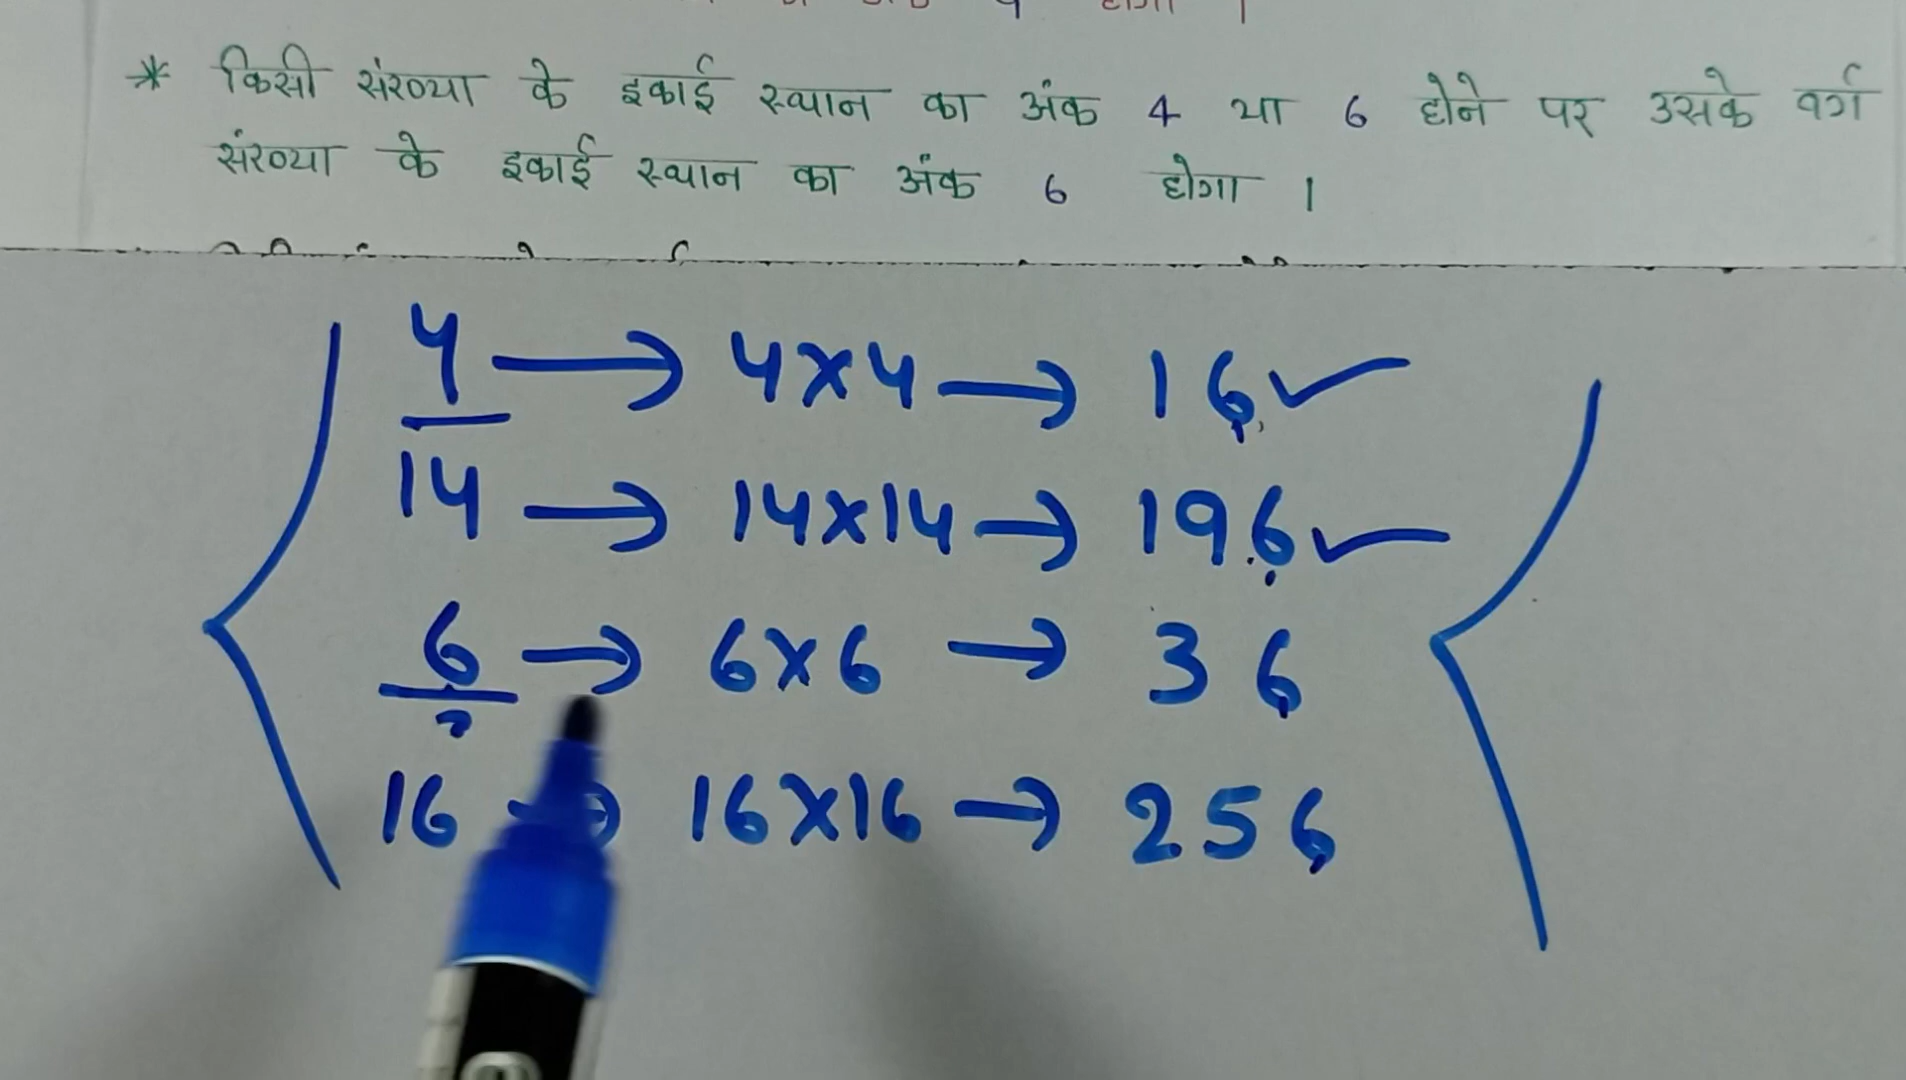 4 होगा ।
* किसी संख्या के इकाई स्थान का अंक 4 या 6 होने पर उसके वर्ग
संख्या के इकाई स्थान का अंक 6 होगा ।
4 → 4×4 → 16 ✓
14 → 14×14 → 196 ✓
6 → 6×6 → 36
16 → 16×16 → 256